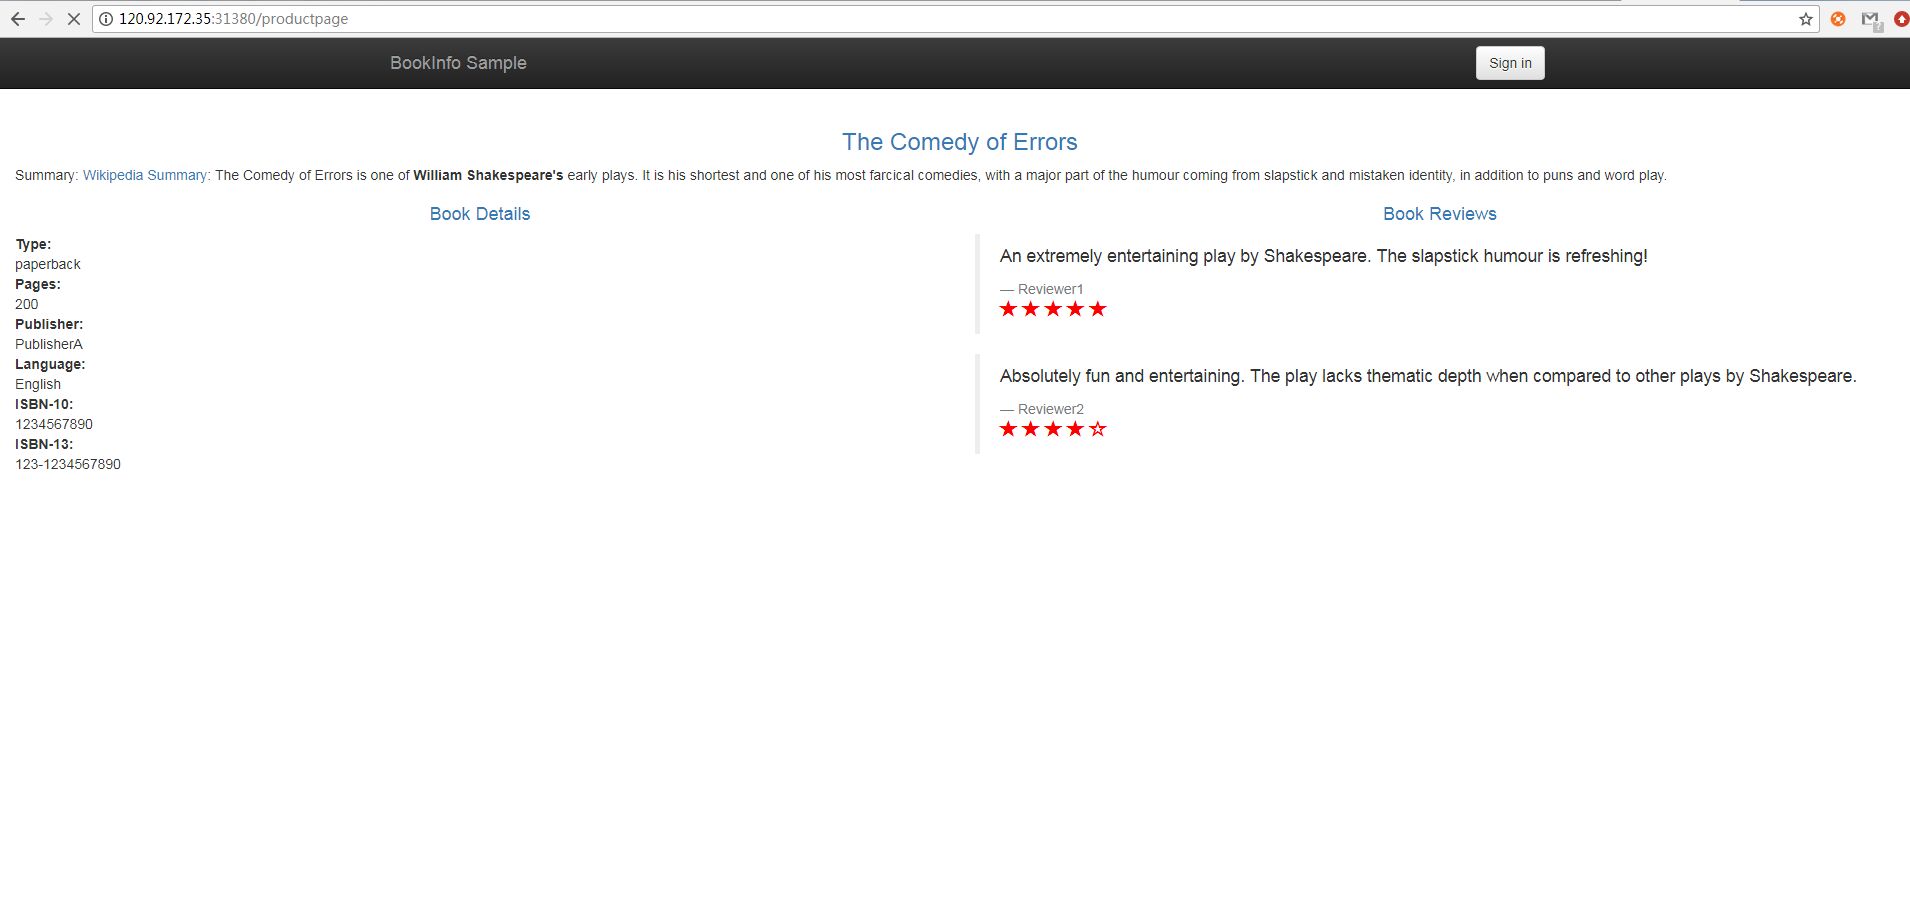 120.92.172.35:31380/productpage
BookInfo Sample
Sign in
The Comedy of Errors
Summary: Wikipedia Summary: The Comedy of Errors is one of William Shakespeare's early plays. It is his shortest and one of his most farcical comedies, with a major part of the humour coming from slapstick and mistaken identity, in addition to puns and word play.
Book Details
Type:
paperback
Pages:
200
Publisher:
PublisherA
Language:
English
ISBN-10:
1234567890
ISBN-13:
123-1234567890
Book Reviews
An extremely entertaining play by Shakespeare. The slapstick humour is refreshing!
— Reviewer1
★★★★★
Absolutely fun and entertaining. The play lacks thematic depth when compared to other plays by Shakespeare.
— Reviewer2
★★★★☆